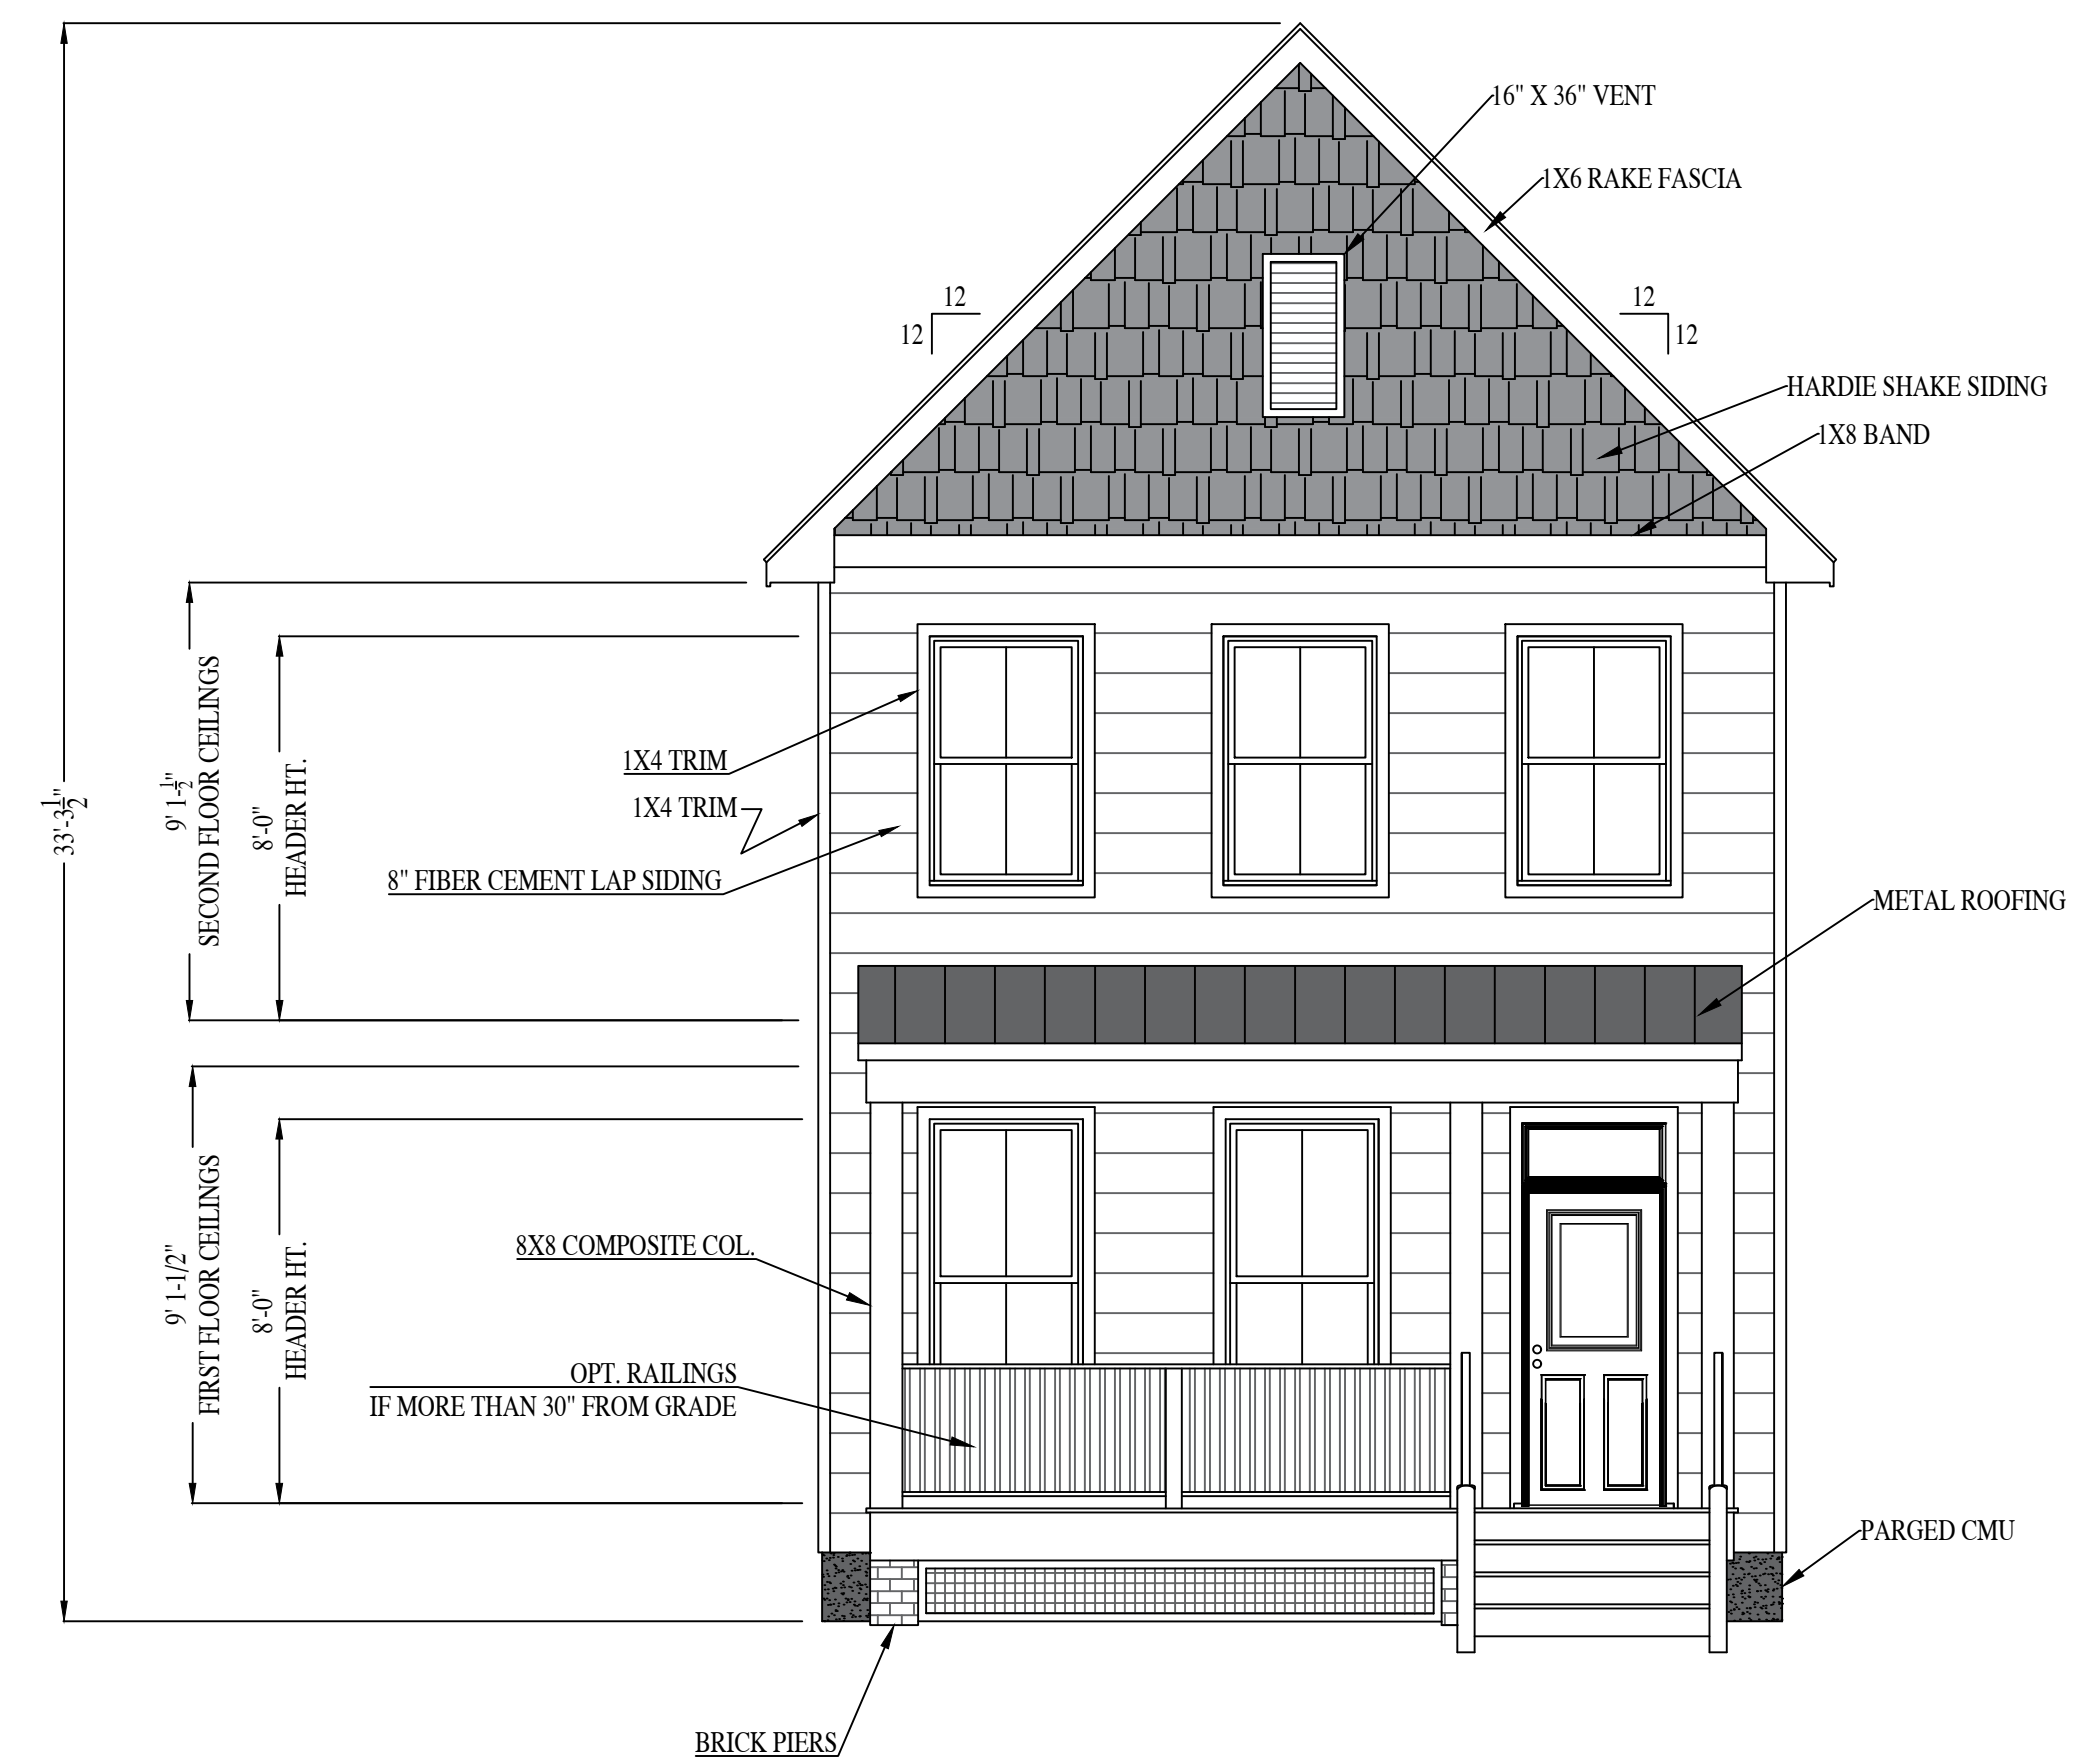 16" X 36" VENT
1X6 RAKE FASCIA
12
12
12
12
HARDIE SHAKE SIDING
1X8 BAND
33'-3 1/2"
9' 1-1/2"
SECOND FLOOR CEILINGS
8'-0"
HEADER HT.
1X4 TRIM
1X4 TRIM
8" FIBER CEMENT LAP SIDING
METAL ROOFING
9' 1-1/2"
FIRST FLOOR CEILINGS
8'-0"
HEADER HT.
8X8 COMPOSITE COL.
OPT. RAILINGS
IF MORE THAN 30" FROM GRADE
PARGED CMU
BRICK PIERS